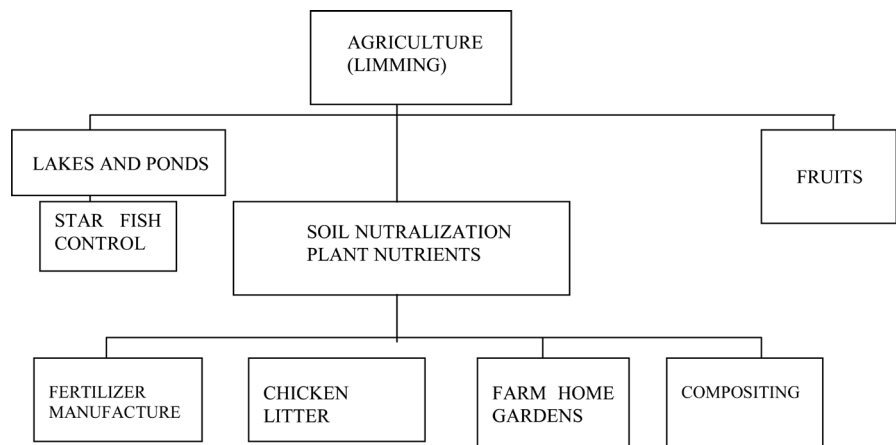 AGRICULTURE
(LIMMING)
LAKES AND PONDS
FRUITS
STAR FISH
CONTROL
SOIL NUTRALIZATION
PLANT NUTRIENTS
FERTILIZER
MANUFACTURE
CHICKEN
LITTER
FARM HOME
GARDENS
COMPOSITING